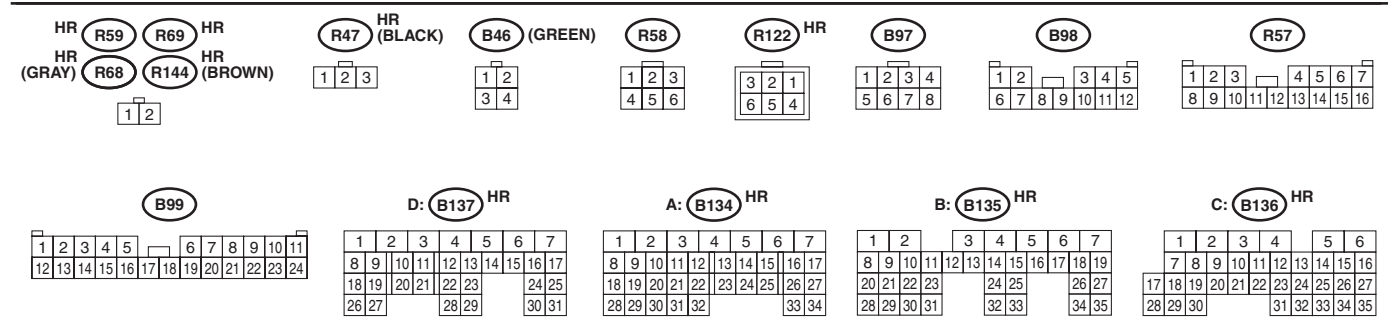 HR R59 R69 HR
HR (GRAY) R68 R144 HR (BROWN)
1 2
R47 HR (BLACK)
1 2 3
B46 (GREEN)
1 2
3 4
R58
1 2 3
4 5 6
R122 HR
3 2 1
6 5 4
B97
1 2 3 4
5 6 7 8
B98
1 2 3 4 5
6 7 8 9 10 11 12
R57
1 2 3 4 5 6 7
8 9 10 11 12 13 14 15 16
B99
1 2 3 4 5 6 7 8 9 10 11
12 13 14 15 16 17 18 19 20 21 22 23 24
D: B137 HR
1 2 3 4 5 6 7
8 9 10 11 12 13 14 15 16 17
18 19 20 21 22 23 24 25
26 27 28 29 30 31
A: B134 HR
1 2 3 4 5 6 7
8 9 10 11 12 13 14 15 16 17
18 19 20 21 22 23 24 25 26 27
28 29 30 31 32 33 34
B: B135 HR
1 2 3 4 5 6 7
8 9 10 11 12 13 14 15 16 17 18 19
20 21 22 23 24 25 26 27
28 29 30 31 32 33 34 35
C: B136 HR
1 2 3 4 5 6
7 8 9 10 11 12 13 14 15 16
17 18 19 20 21 22 23 24 25 26 27
28 29 30 31 32 33 34 35